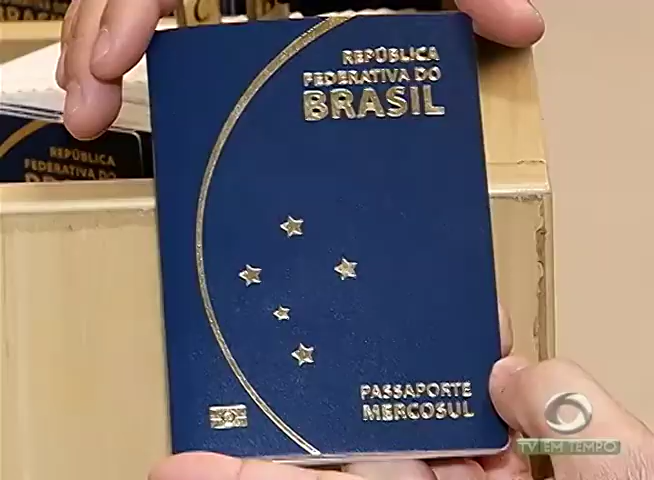 REPÚBLICA
FEDERATIVA DO
BRASIL
PASSAPORTE
MERCOSUL
REPÚBLICA
FEDERATIVA DO
TV EM TEMPO